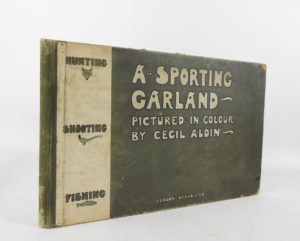 HUNTING
SHOOTING
FISHING
A·SPORTING
GARLAND
PICTURED IN COLOUR
BY CECIL ALDIN